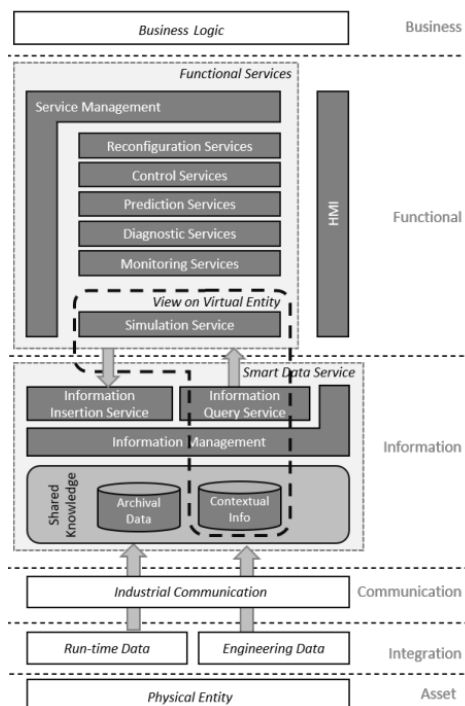 Business Logic
Business
Functional Services
Service Management
Reconfiguration Services
Control Services
Prediction Services
Diagnostic Services
Monitoring Services
HMI
Functional
View on Virtual Entity
Simulation Service
Smart Data Service
Information
Insertion Service
Information
Query Service
Information Management
Information
Shared
Knowledge
Archival
Data
Contextual
Info
Industrial Communication
Communication
Run-time Data
Engineering Data
Integration
Physical Entity
Asset